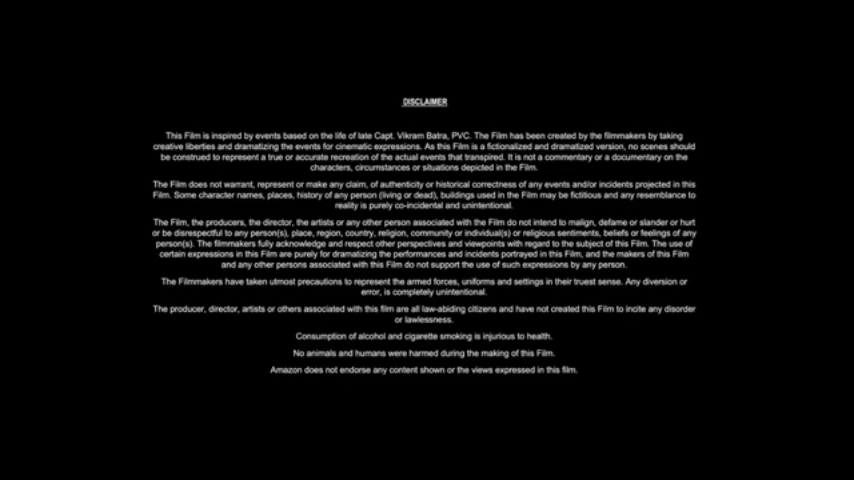 DISCLAIMER
This Film is inspired by events based on the life of late Capt. Vikram Batra, PVC. The Film has been created by the filmmakers by taking
creative liberties and dramatizing the events for cinematic expressions. As this Film is a fictionalized and dramatized version, no scenes should
be construed to represent a true or accurate recreation of the actual events that transpired. It is not a commentary or a documentary on the
characters, circumstances or situations depicted in the Film.
The Film does not warrant, represent or make any claim, of authenticity or historical correctness of any events and/or incidents projected in this
Film. Some character names, places, history of any person (living or dead), buildings used in the Film may be fictitious and any resemblance to
reality is purely co-incidental and unintentional.
The Film, the producers, the director, the artists or any other person associated with the Film do not intend to malign, defame or slander or hurt
or be disrespectful to any person(s), place, region, country, religion, community or individual(s) or religious sentiments, beliefs or feelings of any
person(s). The filmmakers fully acknowledge and respect other perspectives and viewpoints with regard to the subject of this Film. The use of
certain expressions in this Film are purely for dramatizing the performances and incidents portrayed in this Film, and the makers of this Film
and any other persons associated with this Film do not support the use of such expressions by any person.
The Filmmakers have taken utmost precautions to represent the armed forces, uniforms and settings in their truest sense. Any diversion or
error, is completely unintentional.
The producer, director, artists or others associated with this film are all law-abiding citizens and have not created this Film to incite any disorder
or lawlessness.
Consumption of alcohol and cigarette smoking is injurious to health.
No animals and humans were harmed during the making of this Film.
Amazon does not endorse any content shown or the views expressed in this film.